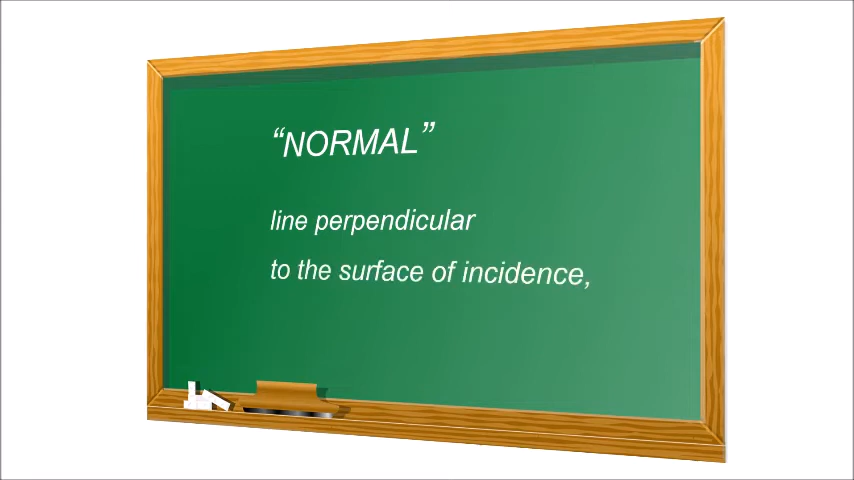 “NORMAL”
line perpendicular
to the surface of incidence,